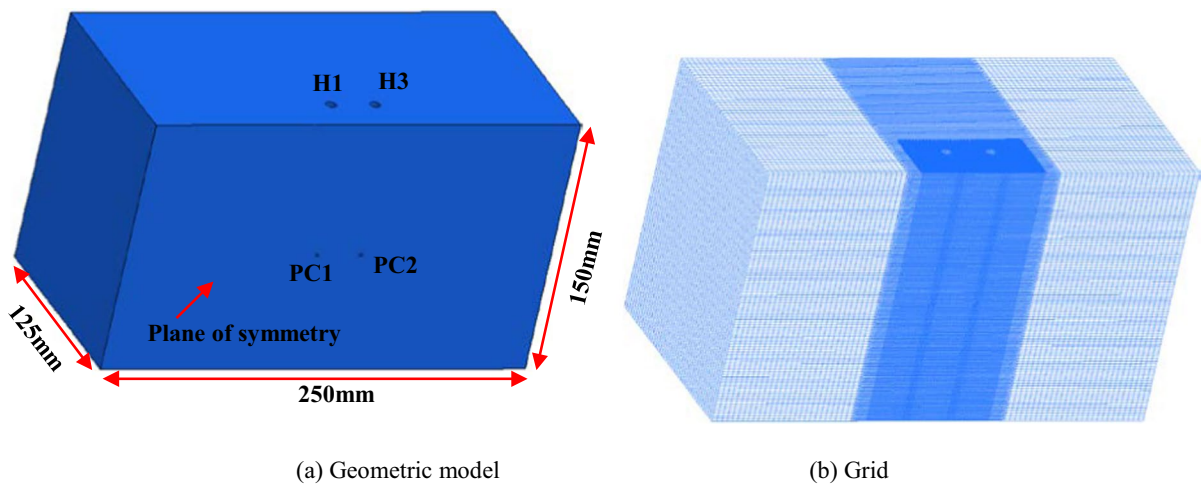 H1 H3
PC1 PC2
Plane of symmetry
125mm
250mm
150mm
(a) Geometric model
(b) Grid